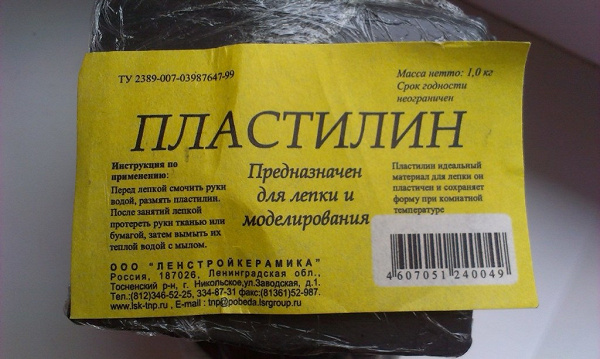 ТУ 2389-007-03987647-99
Масса нетто: 1,0 кг
Срок годности
неограничен
ПЛАСТИЛИН
Инструкция по
применению:
Перед лепкой смочить руки
водой, размять пластилин.
После занятий лепкой
протереть руки тканью или
бумагой, затем вымыть их
теплой водой с мылом.
Предназначен
для лепки и
моделирования
Пластилин идеальный
материал для лепки он
пластичен и сохраняет
форму при комнатной
температуре
4607051240049
ООО "ЛЕНСТРОЙКЕРАМИКА"
Россия, 187026, Ленинградская обл.,
Тосненский р-н, г. Никольское,ул.Заводская, д.1.
Тел.:(812)346-52-25, 334-87-31 факс:(81361)52-987.
www.lsk-tnp.ru , E-mail : tnp@pobeda.lsrgroup.ru